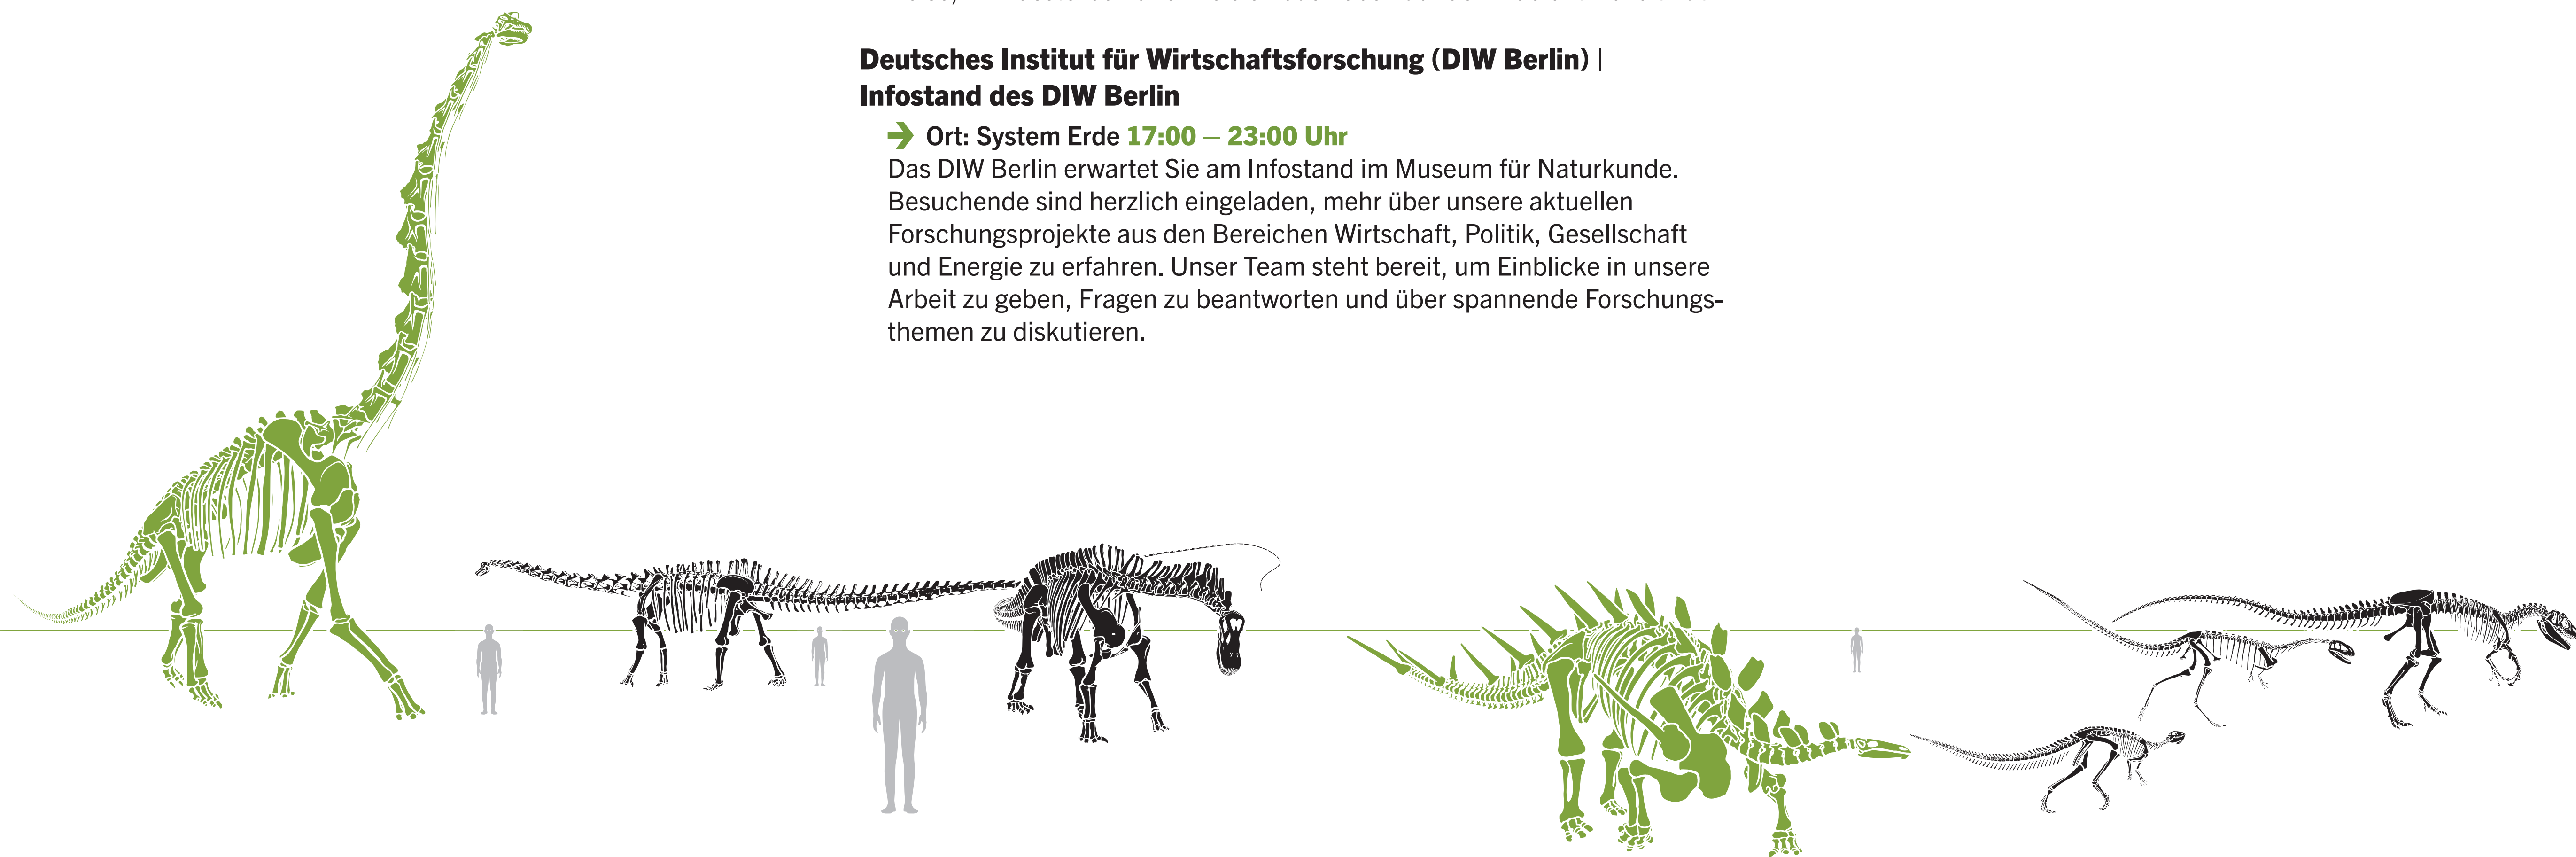 Deutsches Institut für Wirtschaftsforschung (DIW Berlin) |
Infostand des DIW Berlin
Ort: System Erde 17:00 – 23:00 Uhr
Das DIW Berlin erwartet Sie am Infostand im Museum für Naturkunde.
Besuchende sind herzlich eingeladen, mehr über unsere aktuellen
Forschungsprojekte aus den Bereichen Wirtschaft, Politik, Gesellschaft
und Energie zu erfahren. Unser Team steht bereit, um Einblicke in unsere
Arbeit zu geben, Fragen zu beantworten und über spannende Forschungs-
themen zu diskutieren.